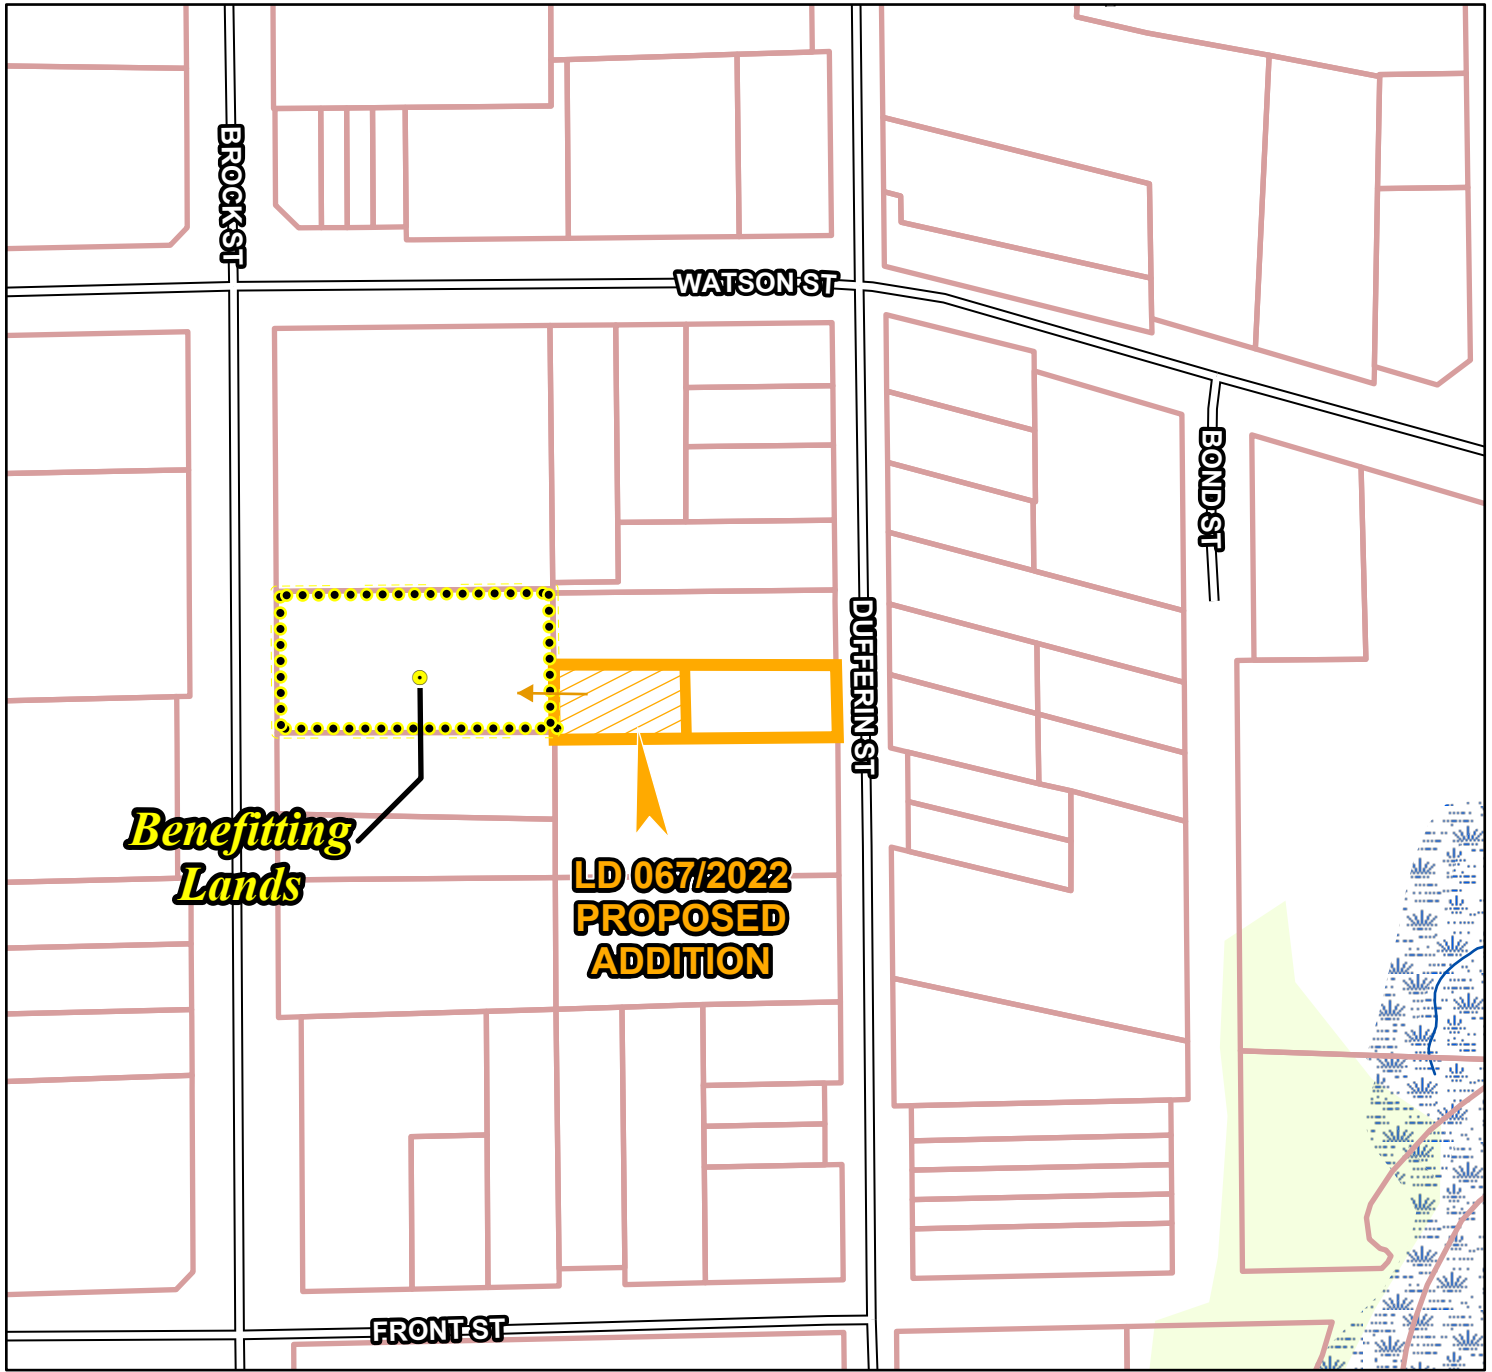 BROCK ST
WATSON ST
BOND ST
DUFFERIN ST
Benefitting
Lands
LD 067/2022
PROPOSED
ADDITION
FRONT ST